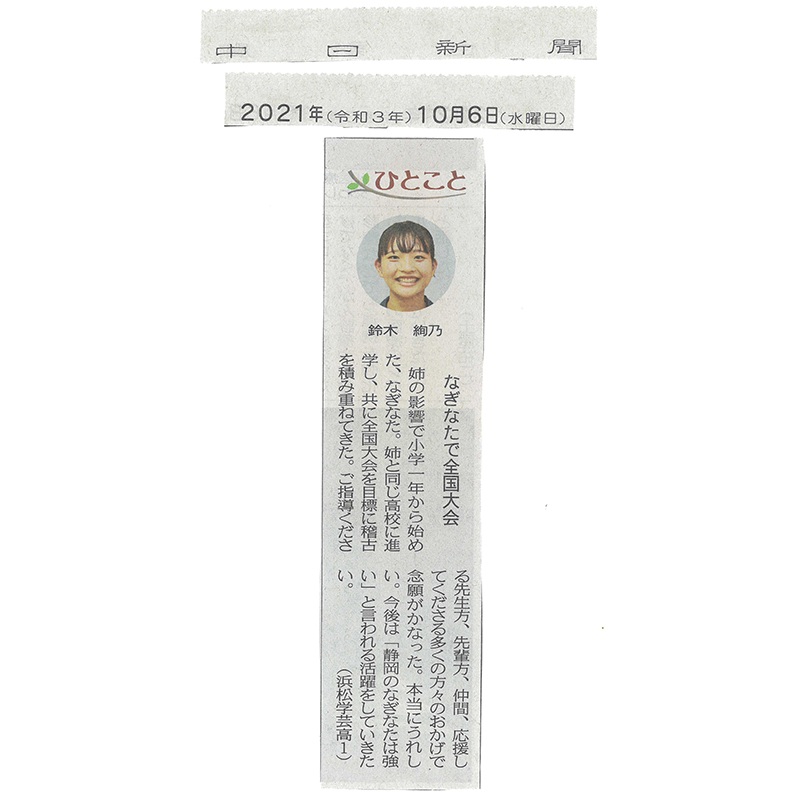 中日新聞
2021年(令和3年)10月6日(水曜日)
ひとこと
鈴木 絢乃
なぎなたで全国大会
姉の影響で小学一年から始め
た、なぎなた。姉と同じ高校に進
学し、共に全国大会を目標に稽古
を積み重ねてきた。ご指導くださ
る先生方、先輩方、仲間、応援し
てくださる多くの方々のおかげで
念願がかなった。本当にうれし
い。今後は「静岡のなぎなたは強
い」と言われる活躍をしていきた
い。
(浜松学芸高1)